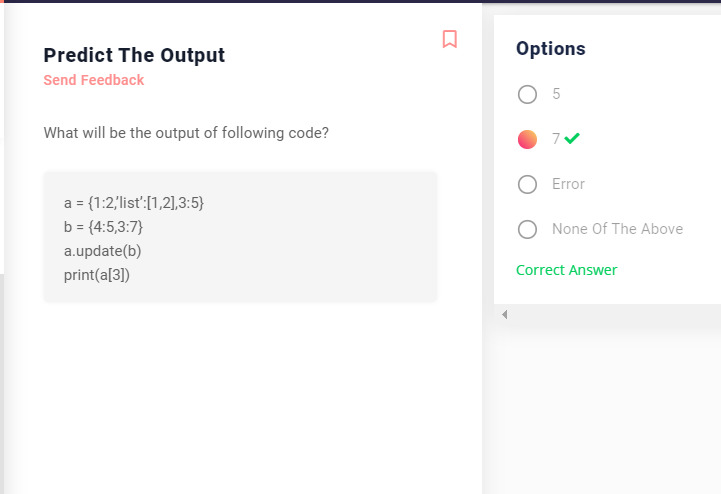 Predict The Output
Send Feedback
What will be the output of following code?
a = {1:2,’list’:[1,2],3:5}
b = {4:5,3:7}
a.update(b)
print(a[3])
Options
5
7
Error
None Of The Above
Correct Answer